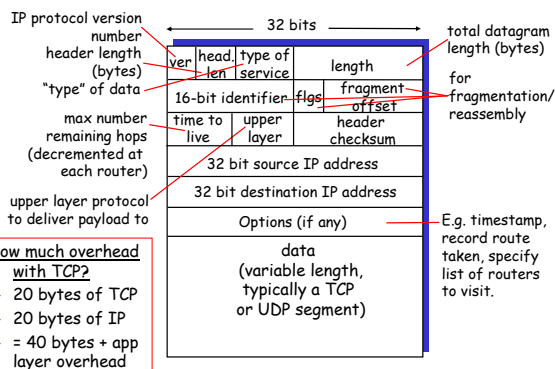 IP protocol version
number
header length
(bytes)
"type" of data
max number
remaining hops
(decremented at
each router)
upper layer protocol
to deliver payload to
ow much overhead
with TCP?
20 bytes of TCP
20 bytes of IP
= 40 bytes + app
layer overhead
32 bits
ver
head.
len
type of
service
length
16-bit identifier
flgs
fragment
offset
time to
live
upper
layer
header
checksum
32 bit source IP address
32 bit destination IP address
Options (if any)
data
(variable length,
typically a TCP
or UDP segment)
total datagram
length (bytes)
for
fragmentation/
reassembly
E.g. timestamp,
record route
taken, specify
list of routers
to visit.